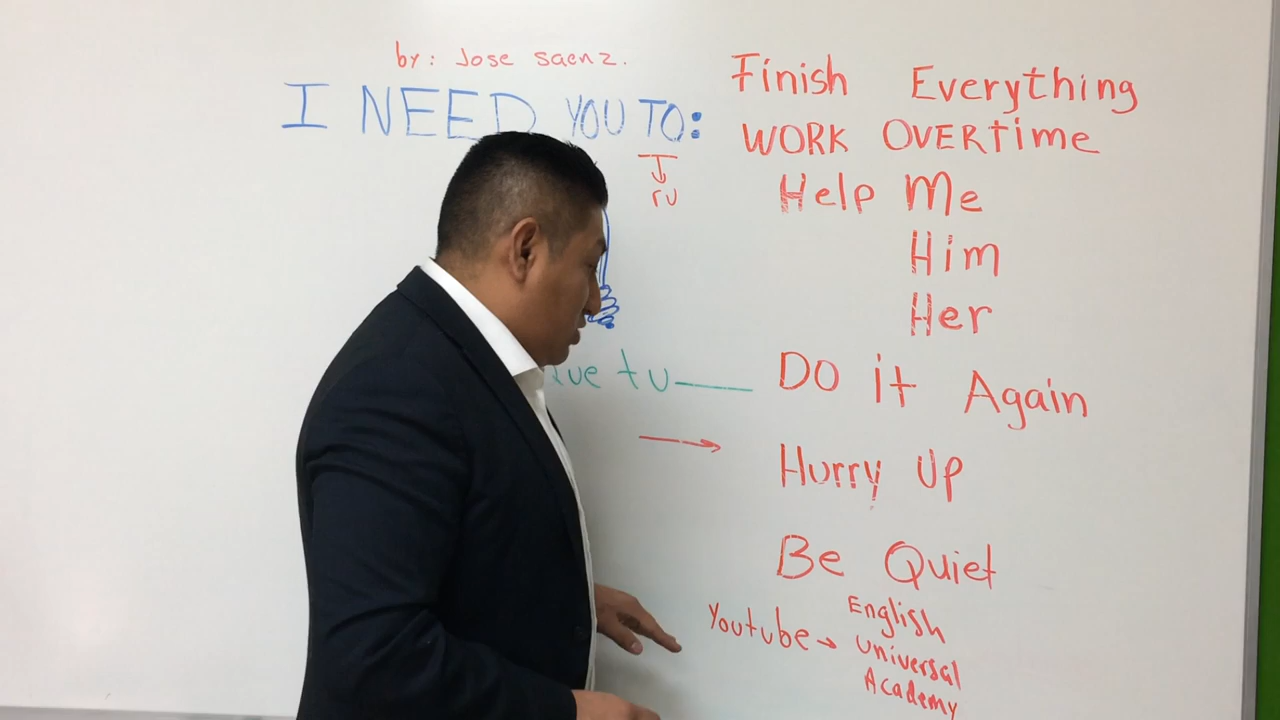 by: Jose Saenz.
I NEED YOU TO:
ru
tu
Finish Everything
WORK OVERTime
Help Me
Him
Her
Do it Again
Hurry Up
Be Quiet
Youtube → English
Universal
Academy